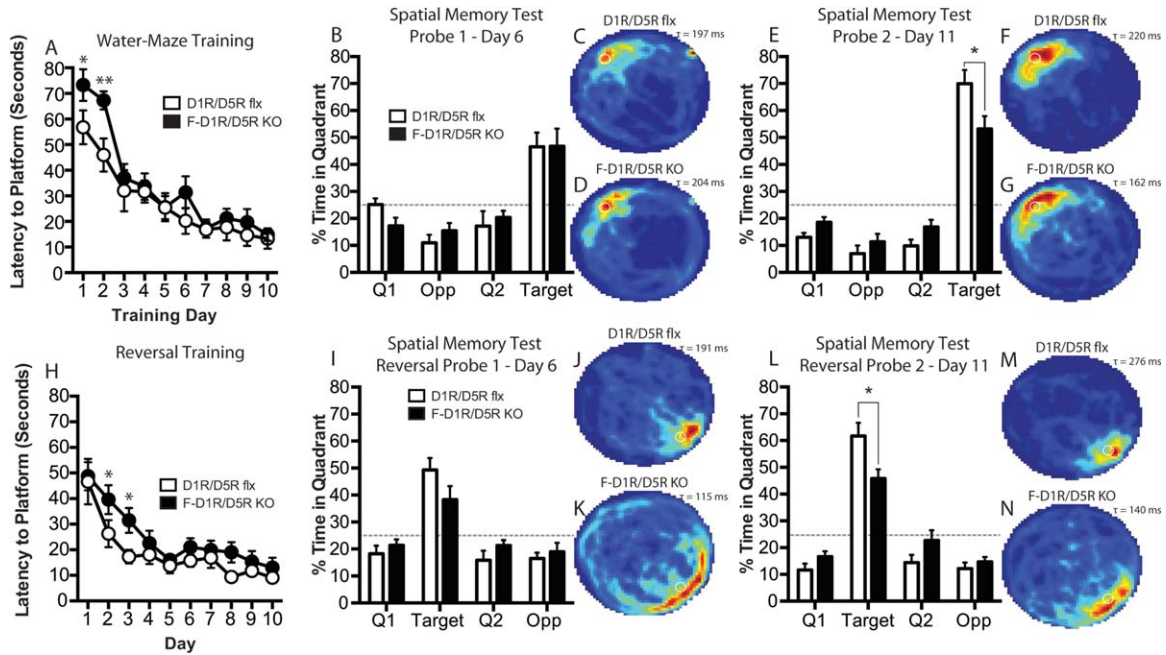 A
Water-Maze Training
Latency to Platform (Seconds)
80
70
60
50
40
30
20
10
0
* **
D1R/D5R flx
F-D1R/D5R KO
1 2 3 4 5 6 7 8 9 10
Training Day
B
Spatial Memory Test
Probe 1 - Day 6
% Time in Quadrant
80
70
60
50
40
30
20
10
0
D1R/D5R flx
F-D1R/D5R KO
Q1 Opp Q2 Target
C
D1R/D5R flx
τ = 197 ms
D
F-D1R/D5R KO
τ = 204 ms
E
Spatial Memory Test
Probe 2 - Day 11
% Time in Quadrant
80
70
60
50
40
30
20
10
0
*
Q1 Opp Q2 Target
F
D1R/D5R flx
τ = 220 ms
G
F-D1R/D5R KO
τ = 162 ms
H
Reversal Training
Latency to Platform (Seconds)
80
70
60
50
40
30
20
10
0
* *
D1R/D5R flx
F-D1R/D5R KO
1 2 3 4 5 6 7 8 9 10
Day
I
Spatial Memory Test
Reversal Probe 1 - Day 6
% Time in Quadrant
80
70
60
50
40
30
20
10
0
D1R/D5R flx
F-D1R/D5R KO
Q1 Target Q2 Opp
J
D1R/D5R flx
τ = 191 ms
K
F-D1R/D5R KO
τ = 115 ms
L
Spatial Memory Test
Reversal Probe 2 - Day 11
% Time in Quadrant
80
70
60
50
40
30
20
10
0
*
Q1 Target Q2 Opp
M
D1R/D5R flx
τ = 276 ms
N
F-D1R/D5R KO
τ = 140 ms